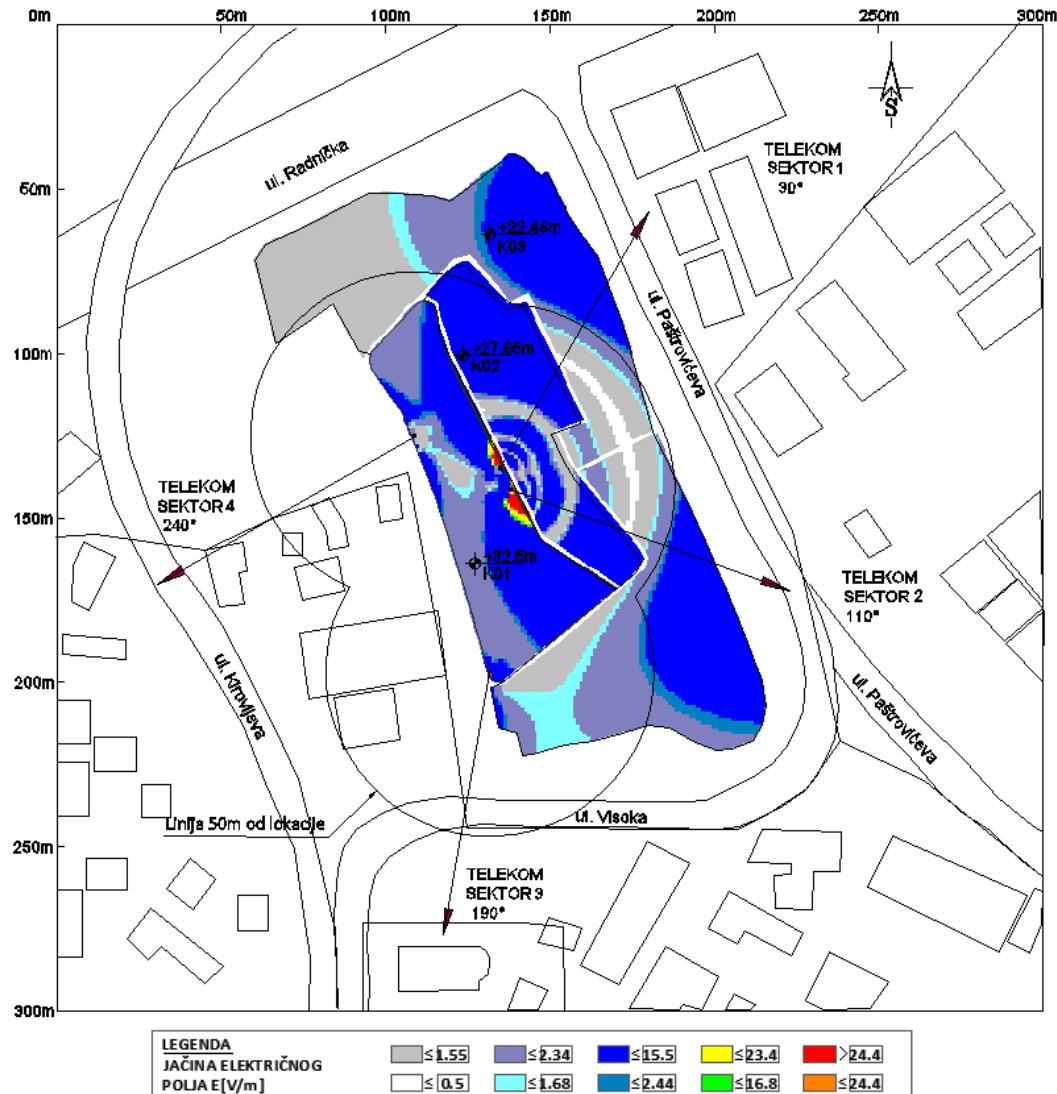 0m 50m 100m 150m 200m 250m 300m
S
ul. Radnička
TELEKOM
SEKTOR 1
90°
50m
+22.46m
K03
ul. Paštrovićeva
100m
+27.65m
K02
TELEKOM
SEKTOR 4
240°
150m
+32.5m
K01
TELEKOM
SEKTOR 2
110°
200m
ul. Kirovljeva
ul. Paštrovićeva
Linija 50m od lokacije
ul. Visoka
250m
TELEKOM
SEKTOR 3
190°
300m
LEGENDA
JAČINA ELEKTRIČNOG
POLJA E[V/m]
≤1.55 ≤2.34 ≤15.5 ≤23.4 >24.4
≤ 0.5 ≤1.68 ≤2.44 ≤16.8 ≤24.4